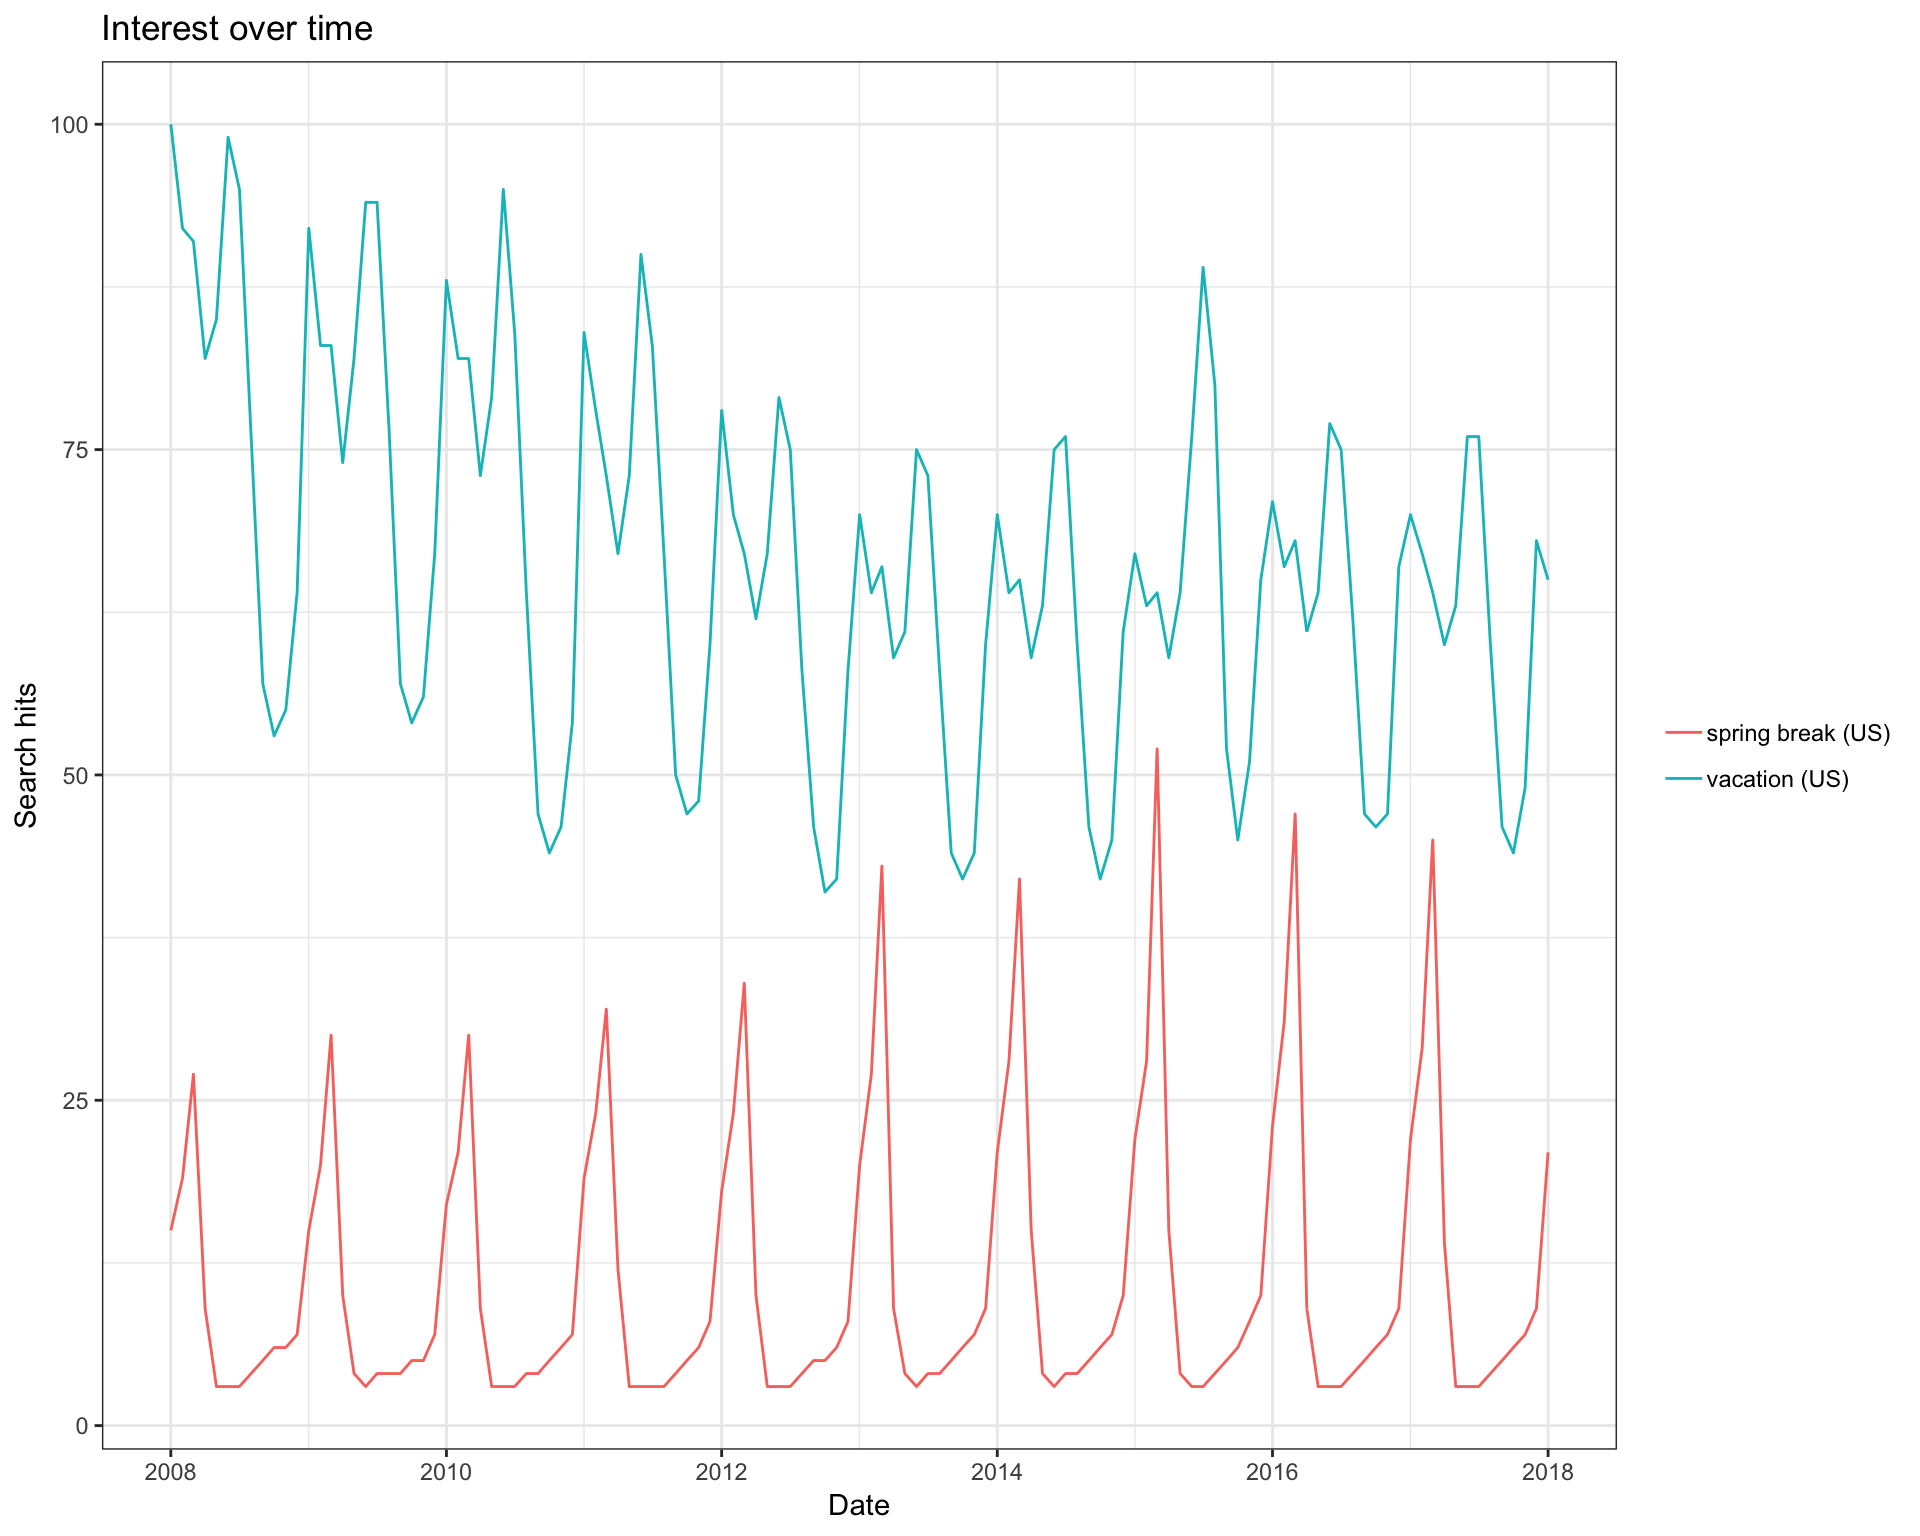 Interest over time
100
75
50
25
0
Search hits
2008
2010
2012
2014
2016
2018
Date
spring break (US)
vacation (US)